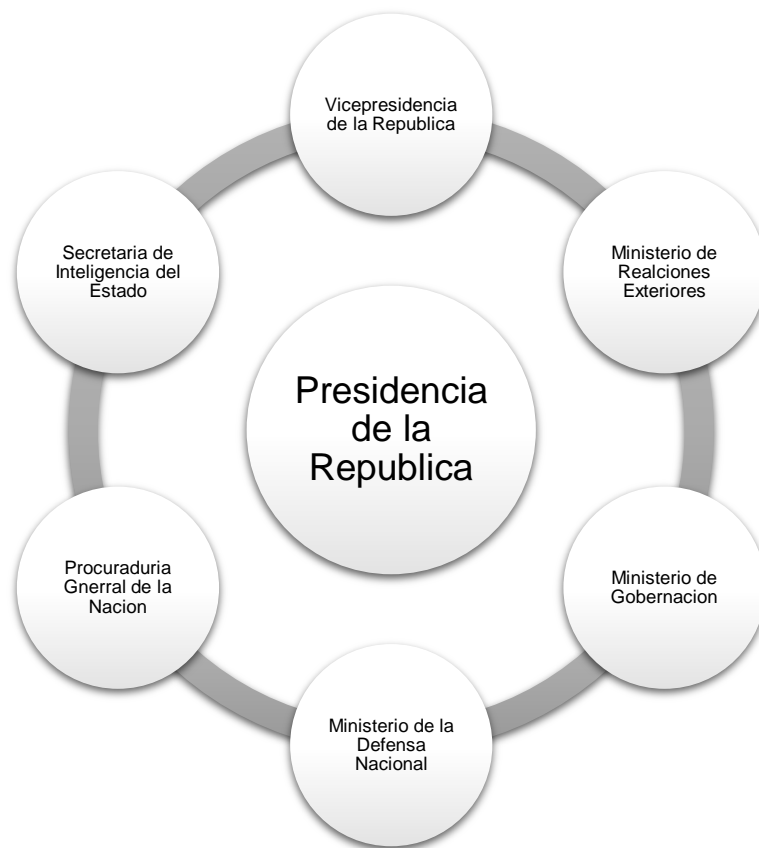 Vicepresidencia
de la Republica
Ministerio de
Realciones
Exteriores
Ministerio de
Gobernacion
Ministerio de la
Defensa
Nacional
Procuraduria
Gnerral de la
Nacion
Secretaria de
Inteligencia del
Estado
Presidencia
de la
Republica